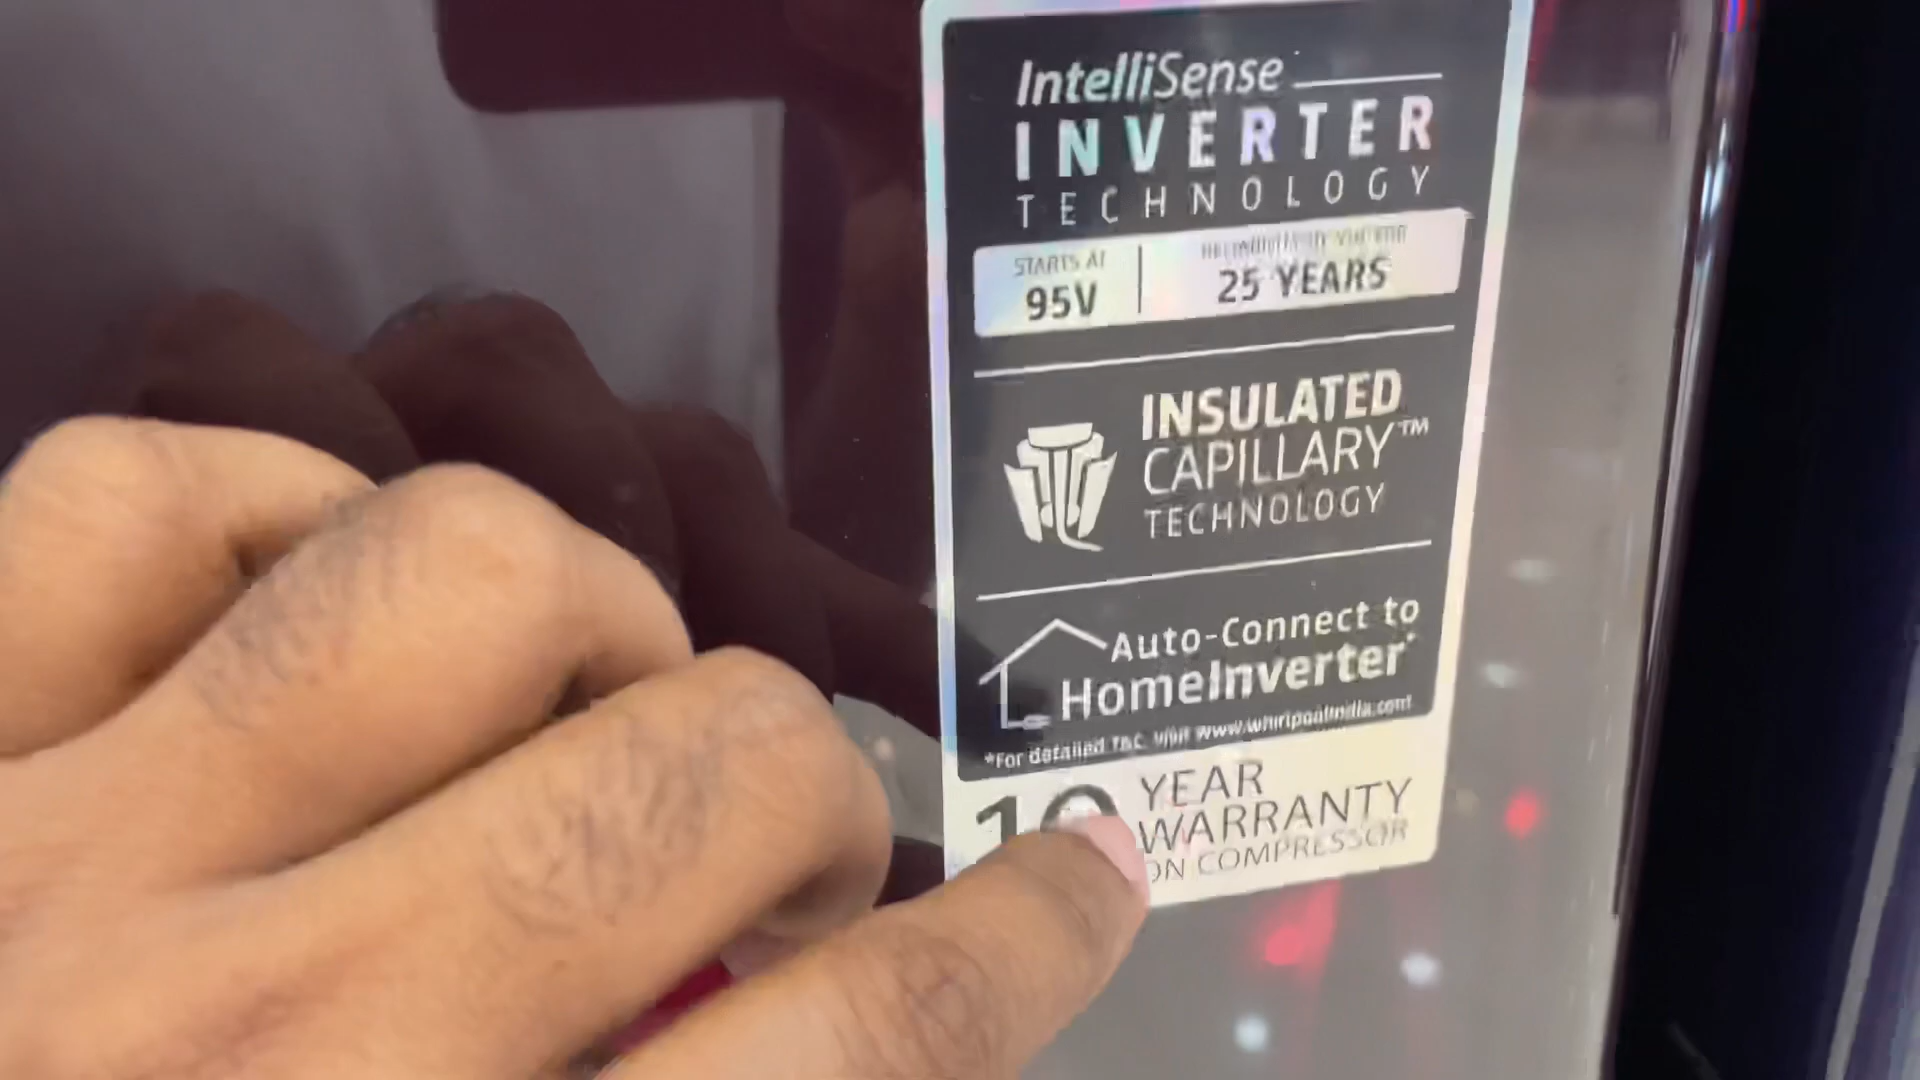 IntelliSense
INVERTER
TECHNOLOGY
STARTS AT
95V
25 YEARS
INSULATED
CAPILLARY™
TECHNOLOGY
Auto-Connect to
HomeInverter*
*For detailed T&C, visit www.whirlpoolindia.com
10 YEAR
WARRANTY
ON COMPRESSOR